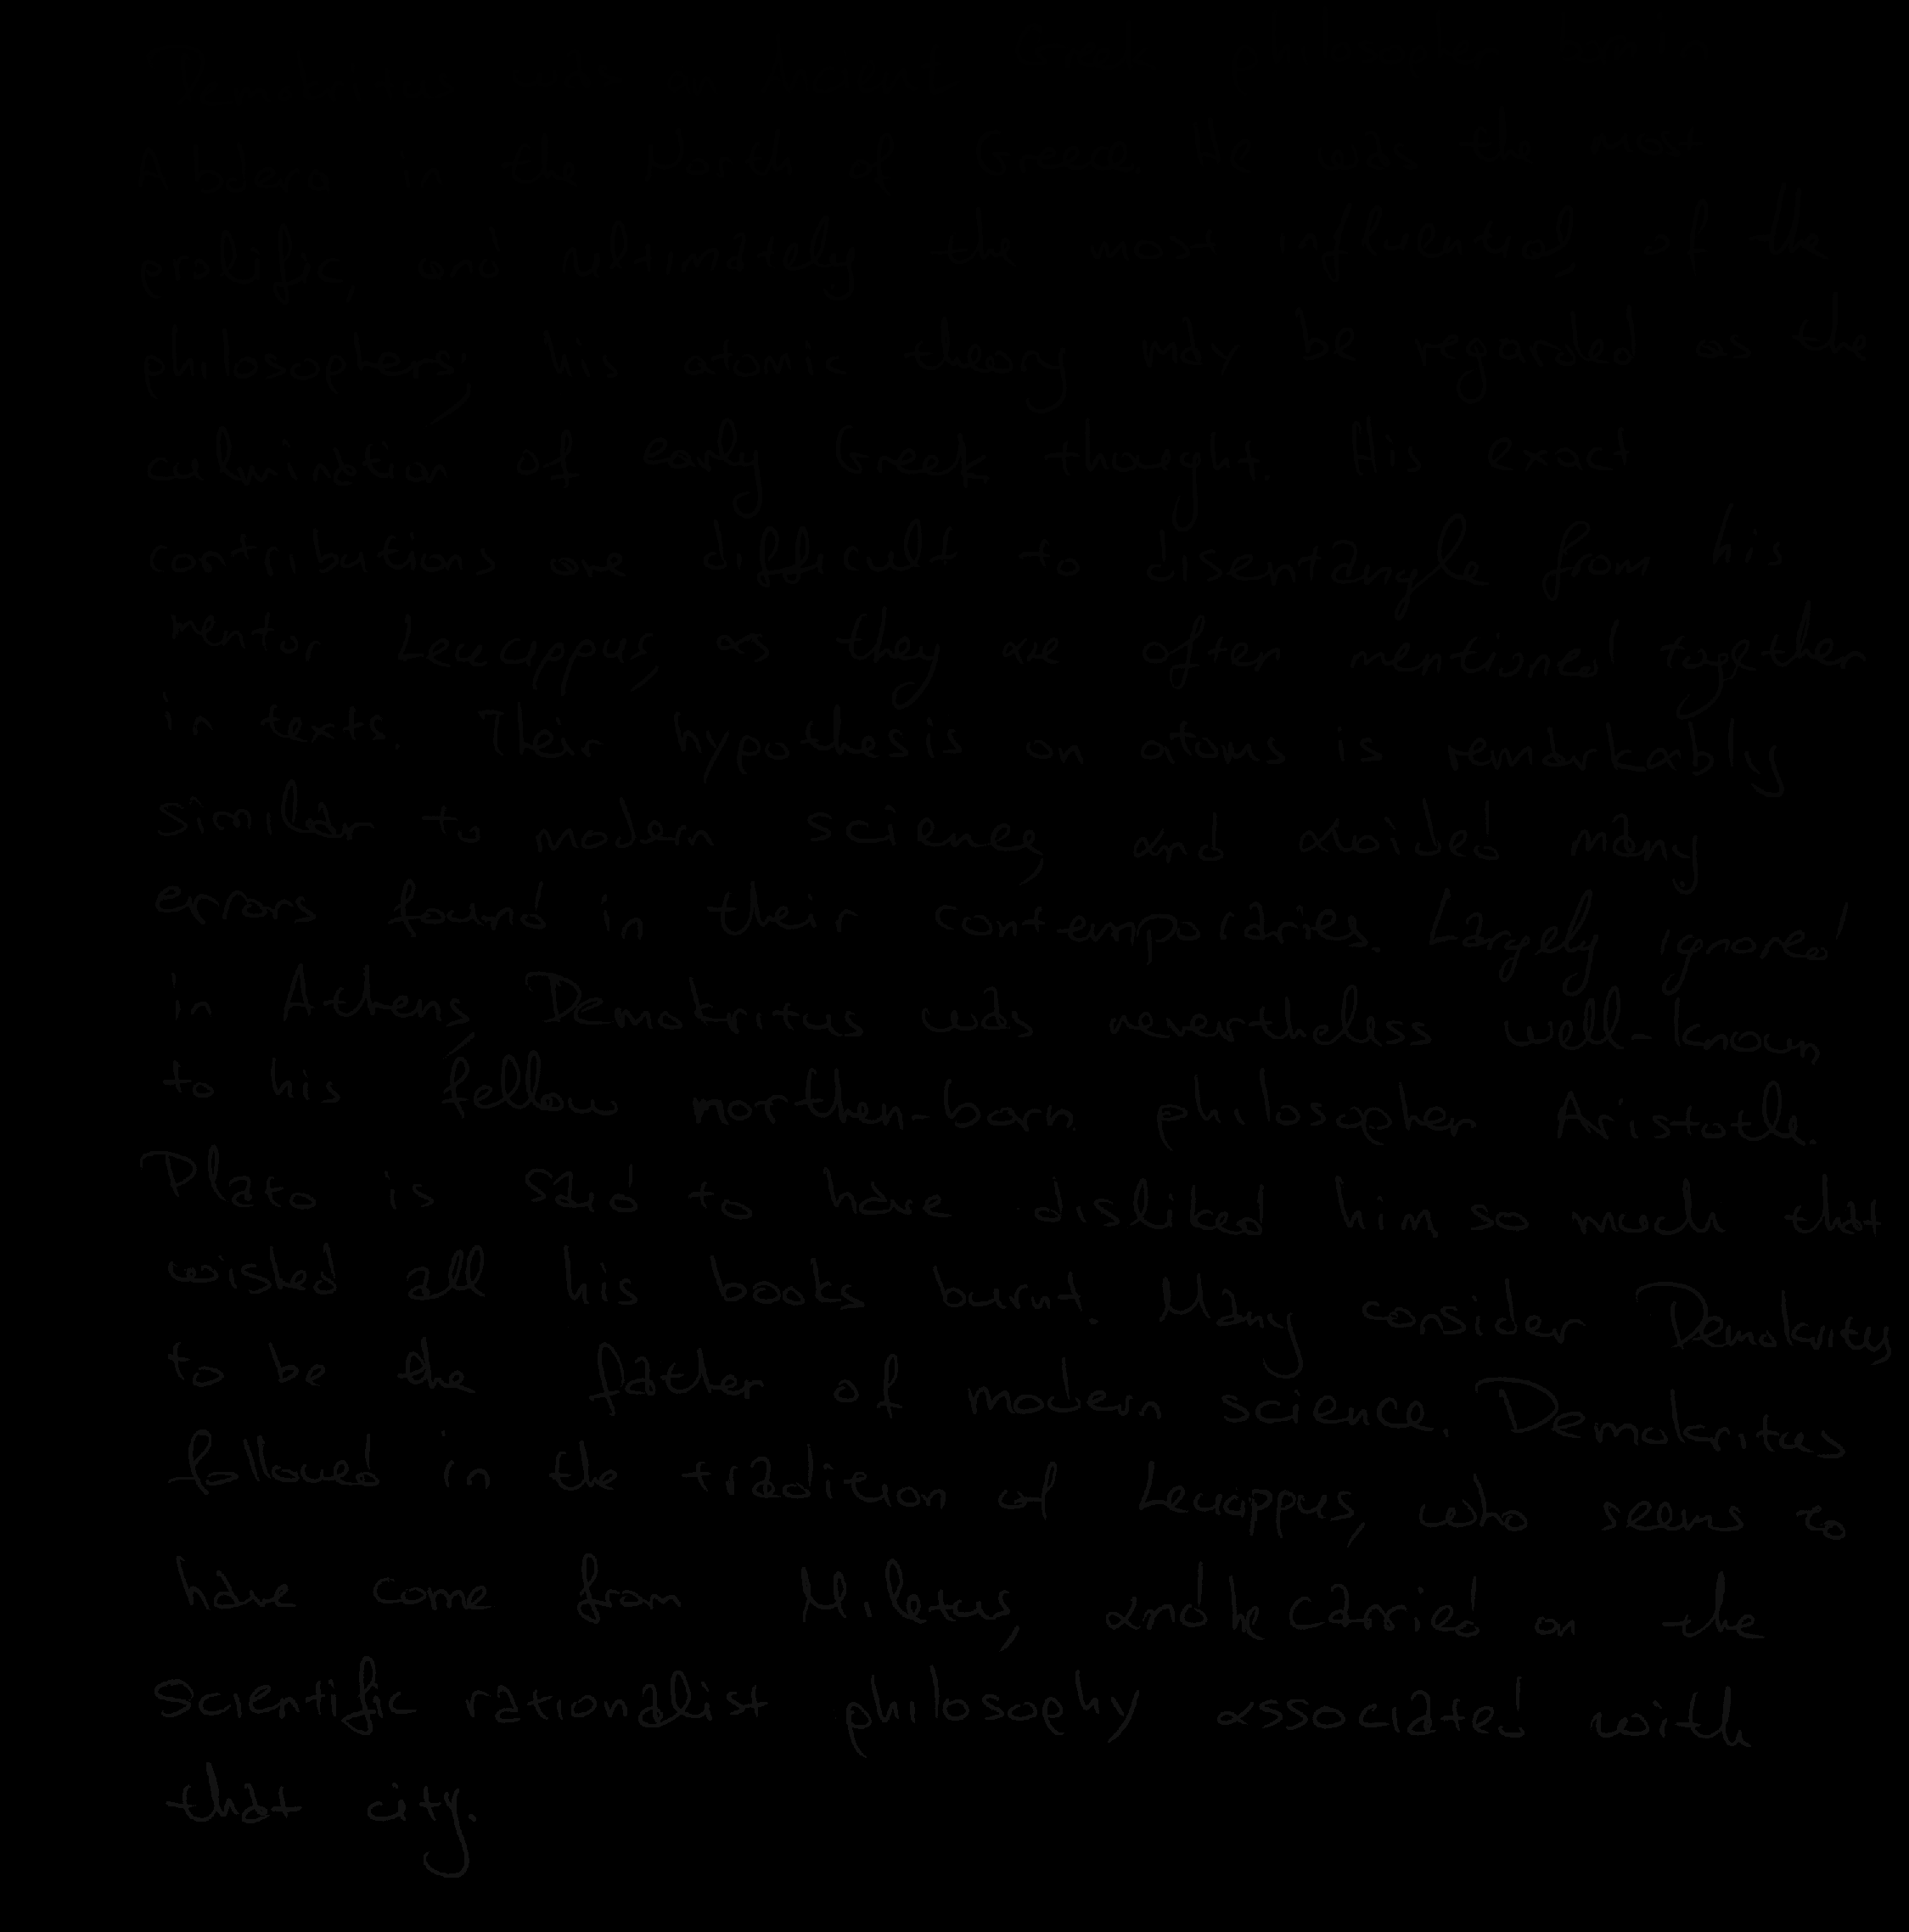 Abdera in the North of Greece. He was the most
prolific, and ultimately the most influential, of the
philosophers; his atomic theory may be regarded as the
culmination of early Greek thought. His exact
contributions are difficult to disentangle from his
mentor Leucippus, as they are often mentioned together
in texts. Their hypothesis on atoms is remarkably
similar to modern science, and avoided many
errors found in their contemporaries. Largely ignored
in Athens, Demokritus was nevertheless well-known
to his fellow northen-born philosopher Aristotle.
Plato is said to have disliked him so much that
wished all his books burnt. Many consider Demokritus
to be the father of modern science. Demokritus
followed in the tradition of Leucippus, who seems to
have come from Miletus, and he carried on the
scientific rationalist philosophy associated with
that city.